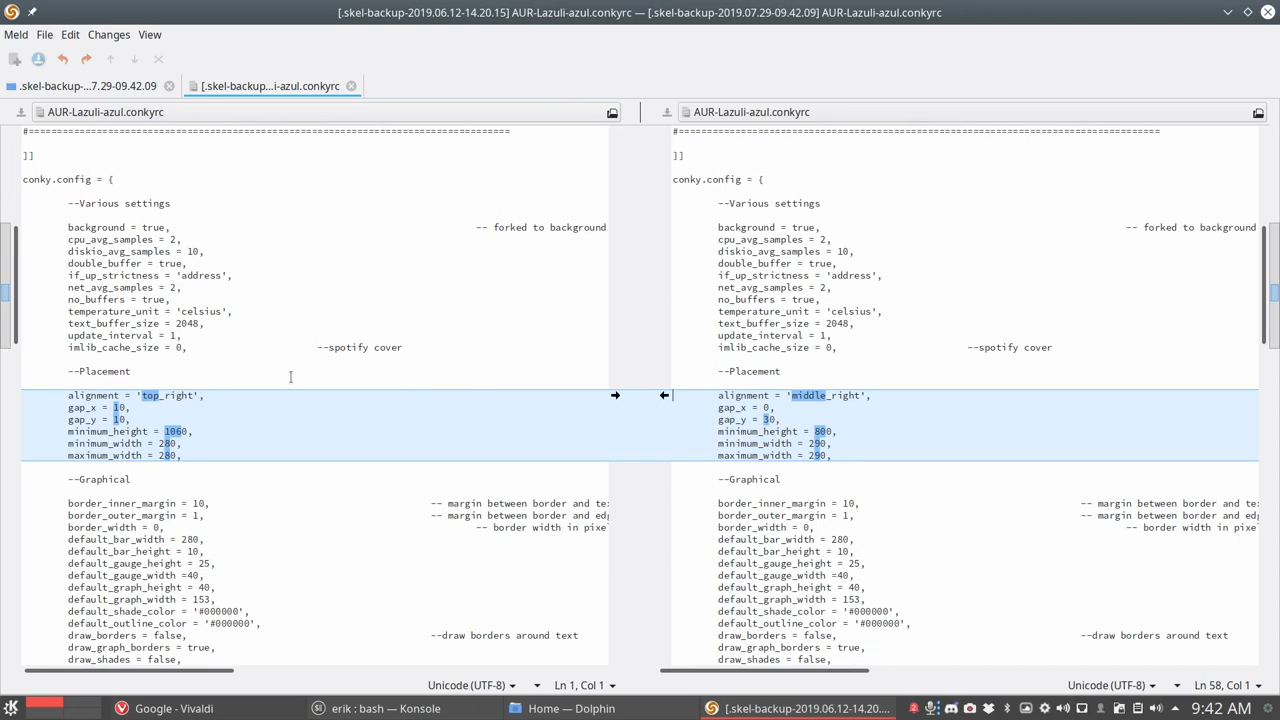 [.skel-backup-2019.06.12-14.20.15] AUR-Lazuli-azul.conkyrc — [.skel-backup-2019.07.29-09.42.09] AUR-Lazuli-azul.conkyrc
Meld File Edit Changes View
.skel-backup-...7.29-09.42.09
[.skel-backup...i-azul.conkyrc
AUR-Lazuli-azul.conkyrc
#================================================================================
]]
conky.config = {
--Various settings
background = true, -- forked to background
cpu_avg_samples = 2,
diskio_avg_samples = 10,
double_buffer = true,
if_up_strictness = 'address',
net_avg_samples = 2,
no_buffers = true,
temperature_unit = 'celsius',
text_buffer_size = 2048,
update_interval = 1,
imlib_cache_size = 0, --spotify cover
--Placement
alignment = 'top_right',
gap_x = 10,
gap_y = 10,
minimum_height = 1060,
minimum_width = 280,
maximum_width = 280,
--Graphical
border_inner_margin = 10, -- margin between border and te
border_outer_margin = 1, -- margin between border and edg
border_width = 0, -- border width in pixe
default_bar_width = 280,
default_bar_height = 10,
default_gauge_height = 25,
default_gauge_width =40,
default_graph_height = 40,
default_graph_width = 153,
default_shade_color = '#000000',
default_outline_color = '#000000',
draw_borders = false, --draw borders around text
draw_graph_borders = true,
draw_shades = false,
Unicode (UTF-8) Ln 1, Col 1
AUR-Lazuli-azul.conkyrc
#================================================================================
]]
conky.config = {
--Various settings
background = true, -- forked to background
cpu_avg_samples = 2,
diskio_avg_samples = 10,
double_buffer = true,
if_up_strictness = 'address',
net_avg_samples = 2,
no_buffers = true,
temperature_unit = 'celsius',
text_buffer_size = 2048,
update_interval = 1,
imlib_cache_size = 0, --spotify cover
--Placement
alignment = 'middle_right',
gap_x = 0,
gap_y = 30,
minimum_height = 800,
minimum_width = 290,
maximum_width = 290,
--Graphical
border_inner_margin = 10, -- margin between border and te
border_outer_margin = 1, -- margin between border and edg
border_width = 0, -- border width in pixe
default_bar_width = 280,
default_bar_height = 10,
default_gauge_height = 25,
default_gauge_width =40,
default_graph_height = 40,
default_graph_width = 153,
default_shade_color = '#000000',
default_outline_color = '#000000',
draw_borders = false, --draw borders around text
draw_graph_borders = true,
draw_shades = false,
Unicode (UTF-8) Ln 58, Col 1
Google - Vivaldi
erik : bash — Konsole
Home — Dolphin
[.skel-backup-2019.06.12-14.20....
9:42 AM